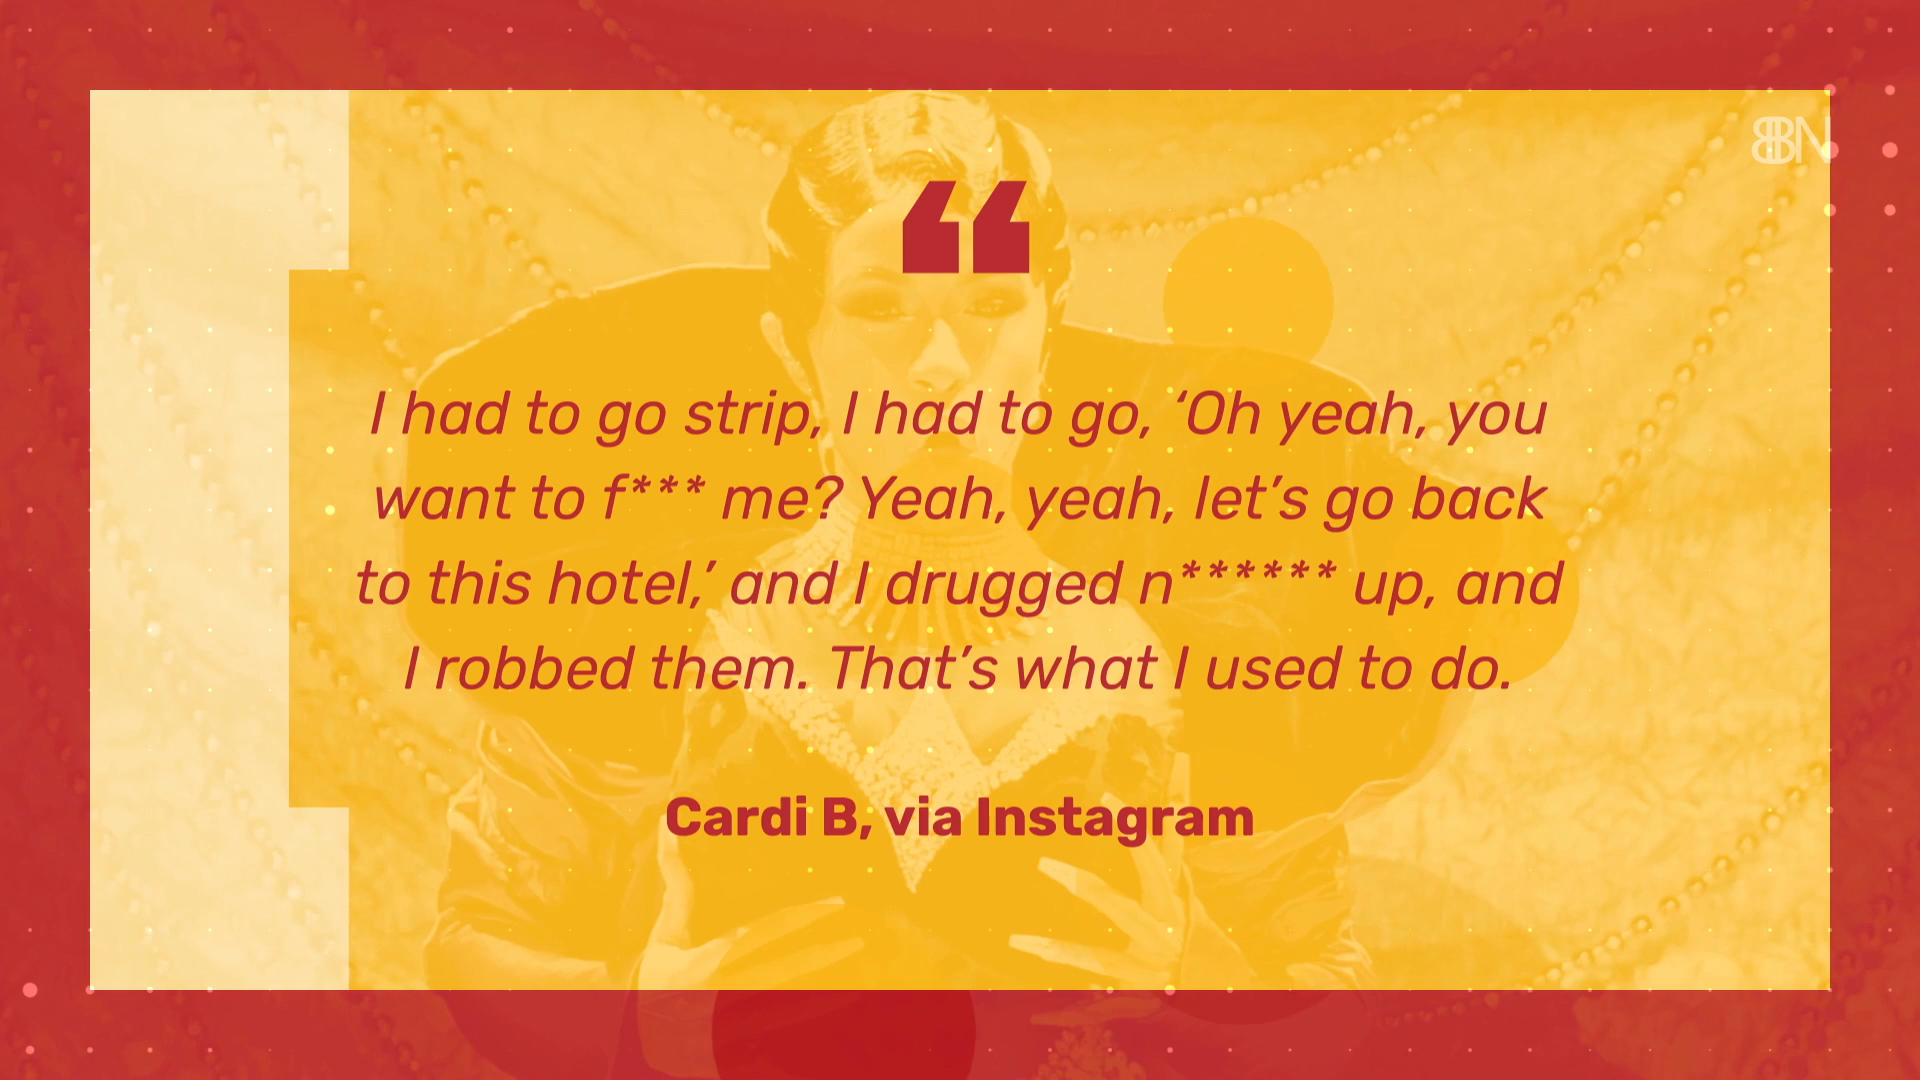 BBN
“
I had to go strip, I had to go, ‘Oh yeah, you
want to f*** me? Yeah, yeah, let’s go back
to this hotel,’ and I drugged n****** up, and
I robbed them. That’s what I used to do.
Cardi B, via Instagram